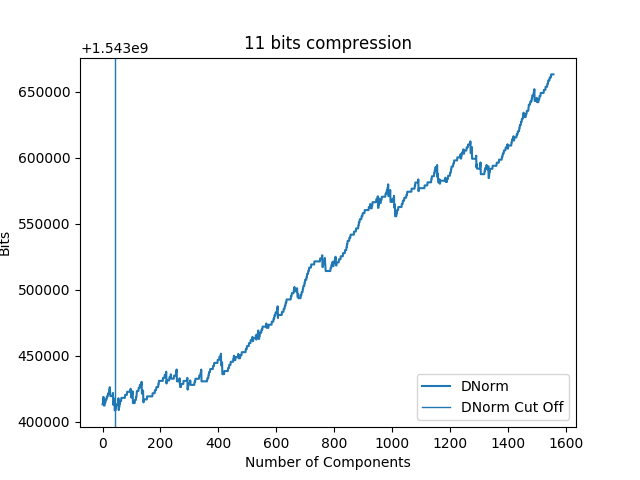 11 bits compression
+1.543e9
650000
600000
550000
500000
450000
400000
Bits
0 200 400 600 800 1000 1200 1400 1600
Number of Components
DNorm
DNorm Cut Off